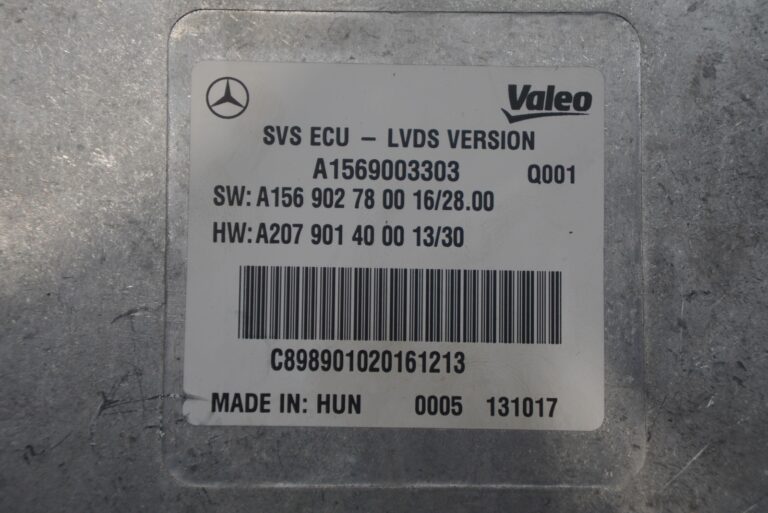 Valeo
SVS ECU – LVDS VERSION
A1569003303 Q001
SW: A156 902 78 00 16/28.00
HW: A207 901 40 00 13/30
C898901020161213
MADE IN: HUN 0005 131017